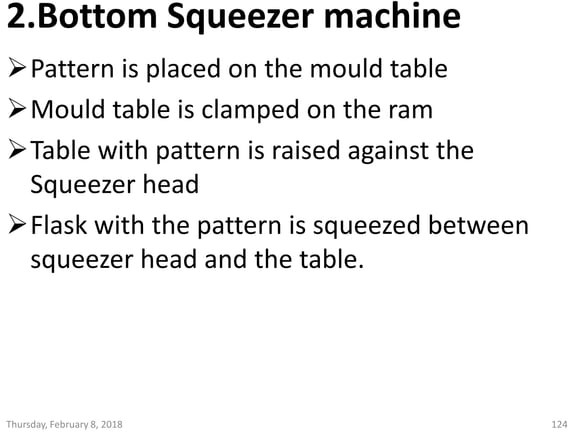 2.Bottom Squeezer machine
➢Pattern is placed on the mould table
➢Mould table is clamped on the ram
➢Table with pattern is raised against the
Squeezer head
➢Flask with the pattern is squeezed between
squeezer head and the table.
Thursday, February 8, 2018
124